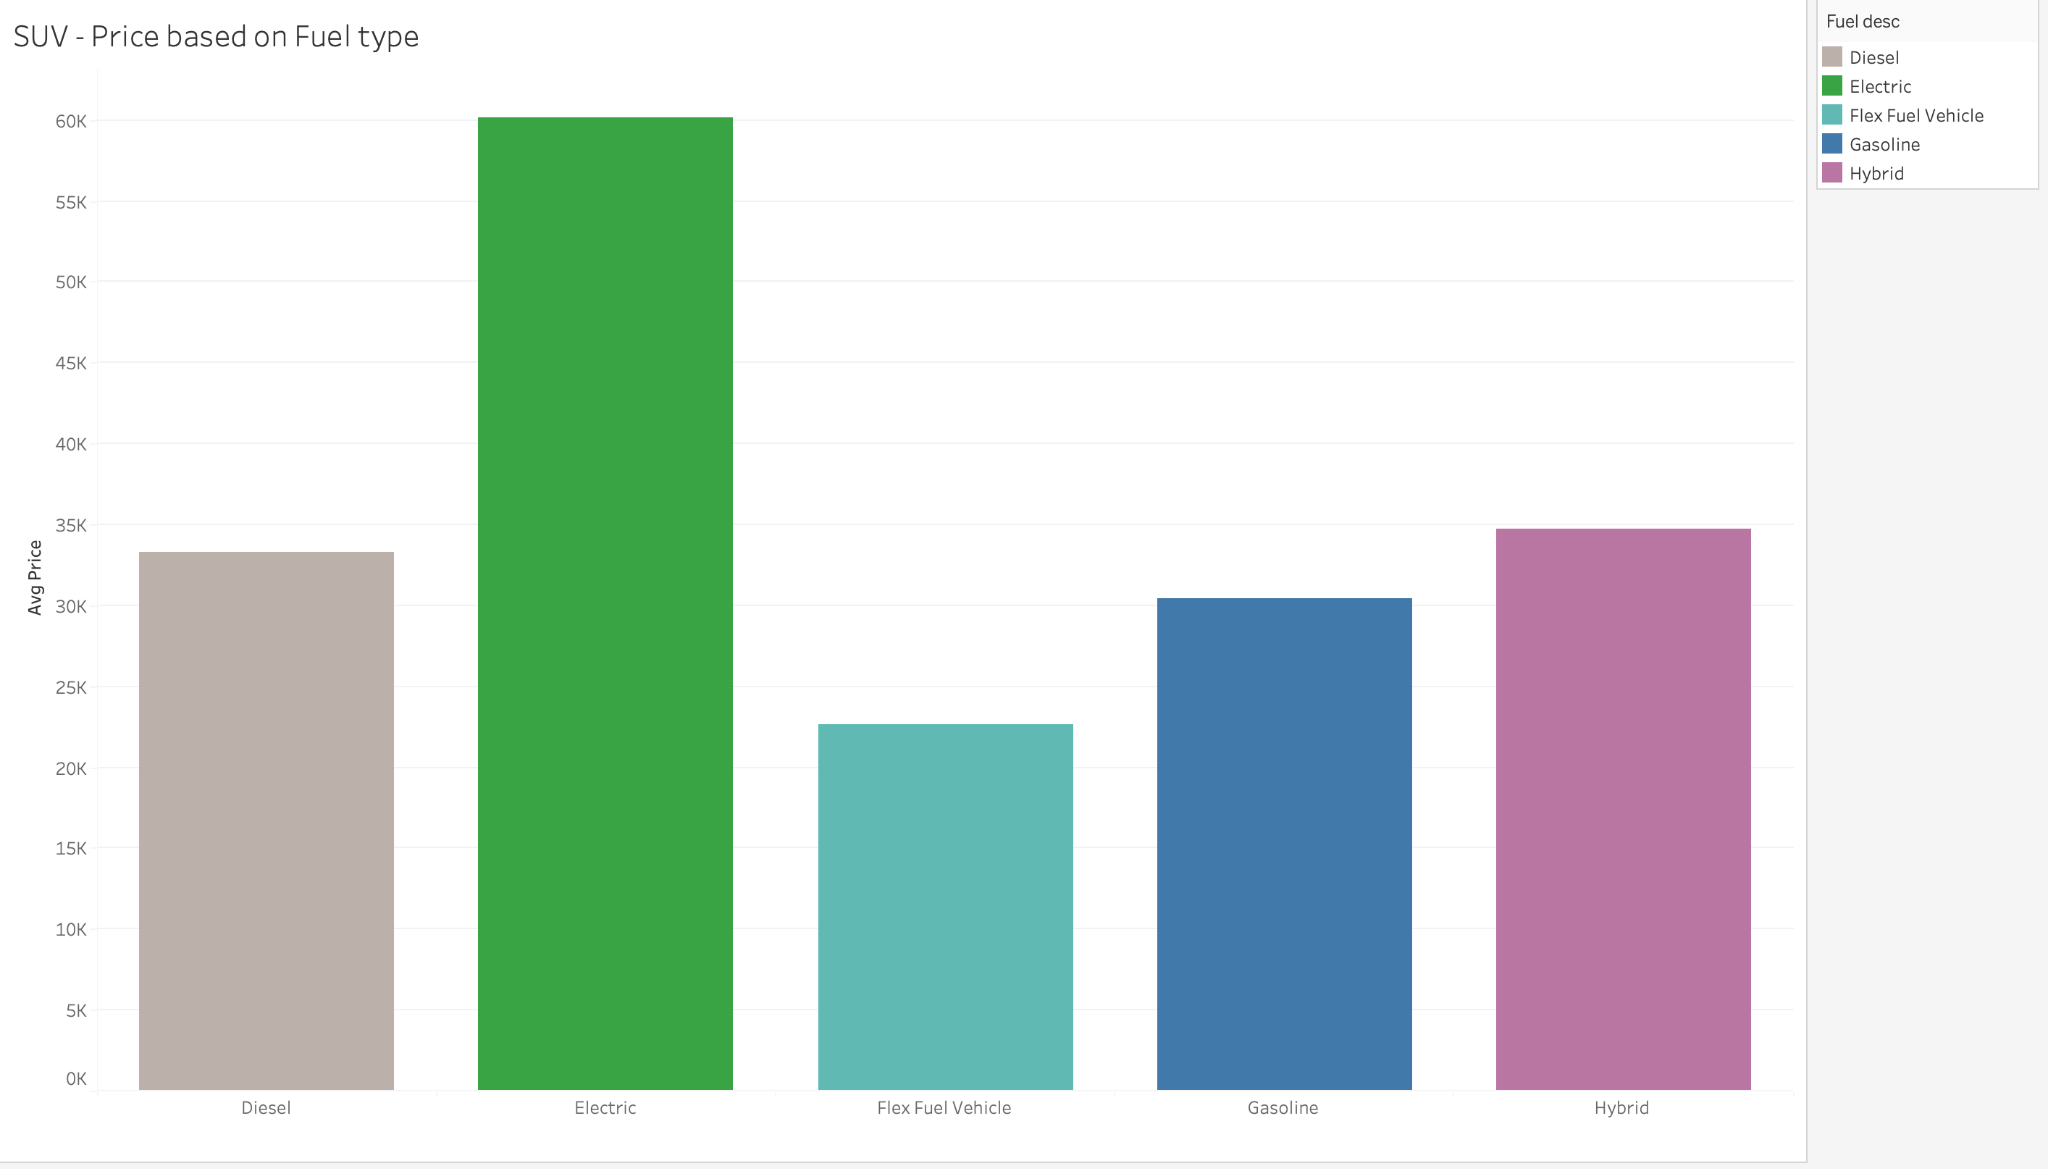 SUV - Price based on Fuel type
Fuel desc
Diesel
Electric
Flex Fuel Vehicle
Gasoline
Hybrid
60K
55K
50K
45K
40K
35K
30K
25K
20K
15K
10K
5K
0K
Avg Price
Diesel
Electric
Flex Fuel Vehicle
Gasoline
Hybrid